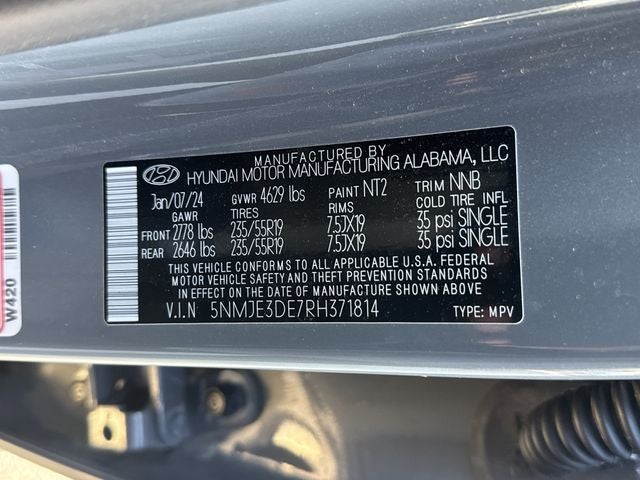 MANUFACTURED BY
HYUNDAI MOTOR MANUFACTURING ALABAMA, LLC
Jan/07/24 GVWR 4629 lbs PAINT NT2 TRIM NNB
GAWR TIRES RIMS COLD TIRE INFL
FRONT 2778 lbs 235/55R19 7.5JX19 35 psi SINGLE
REAR 2646 lbs 235/55R19 7.5JX19 35 psi SINGLE
THIS VEHICLE CONFORMS TO ALL APPLICABLE U.S.A. FEDERAL
MOTOR VEHICLE SAFETY AND THEFT PREVENTION STANDARDS
IN EFFECT ON THE DATE OF MANUFACTURE SHOWN ABOVE
V.I.N 5NMJE3DE7RH371814 TYPE: MPV
W420